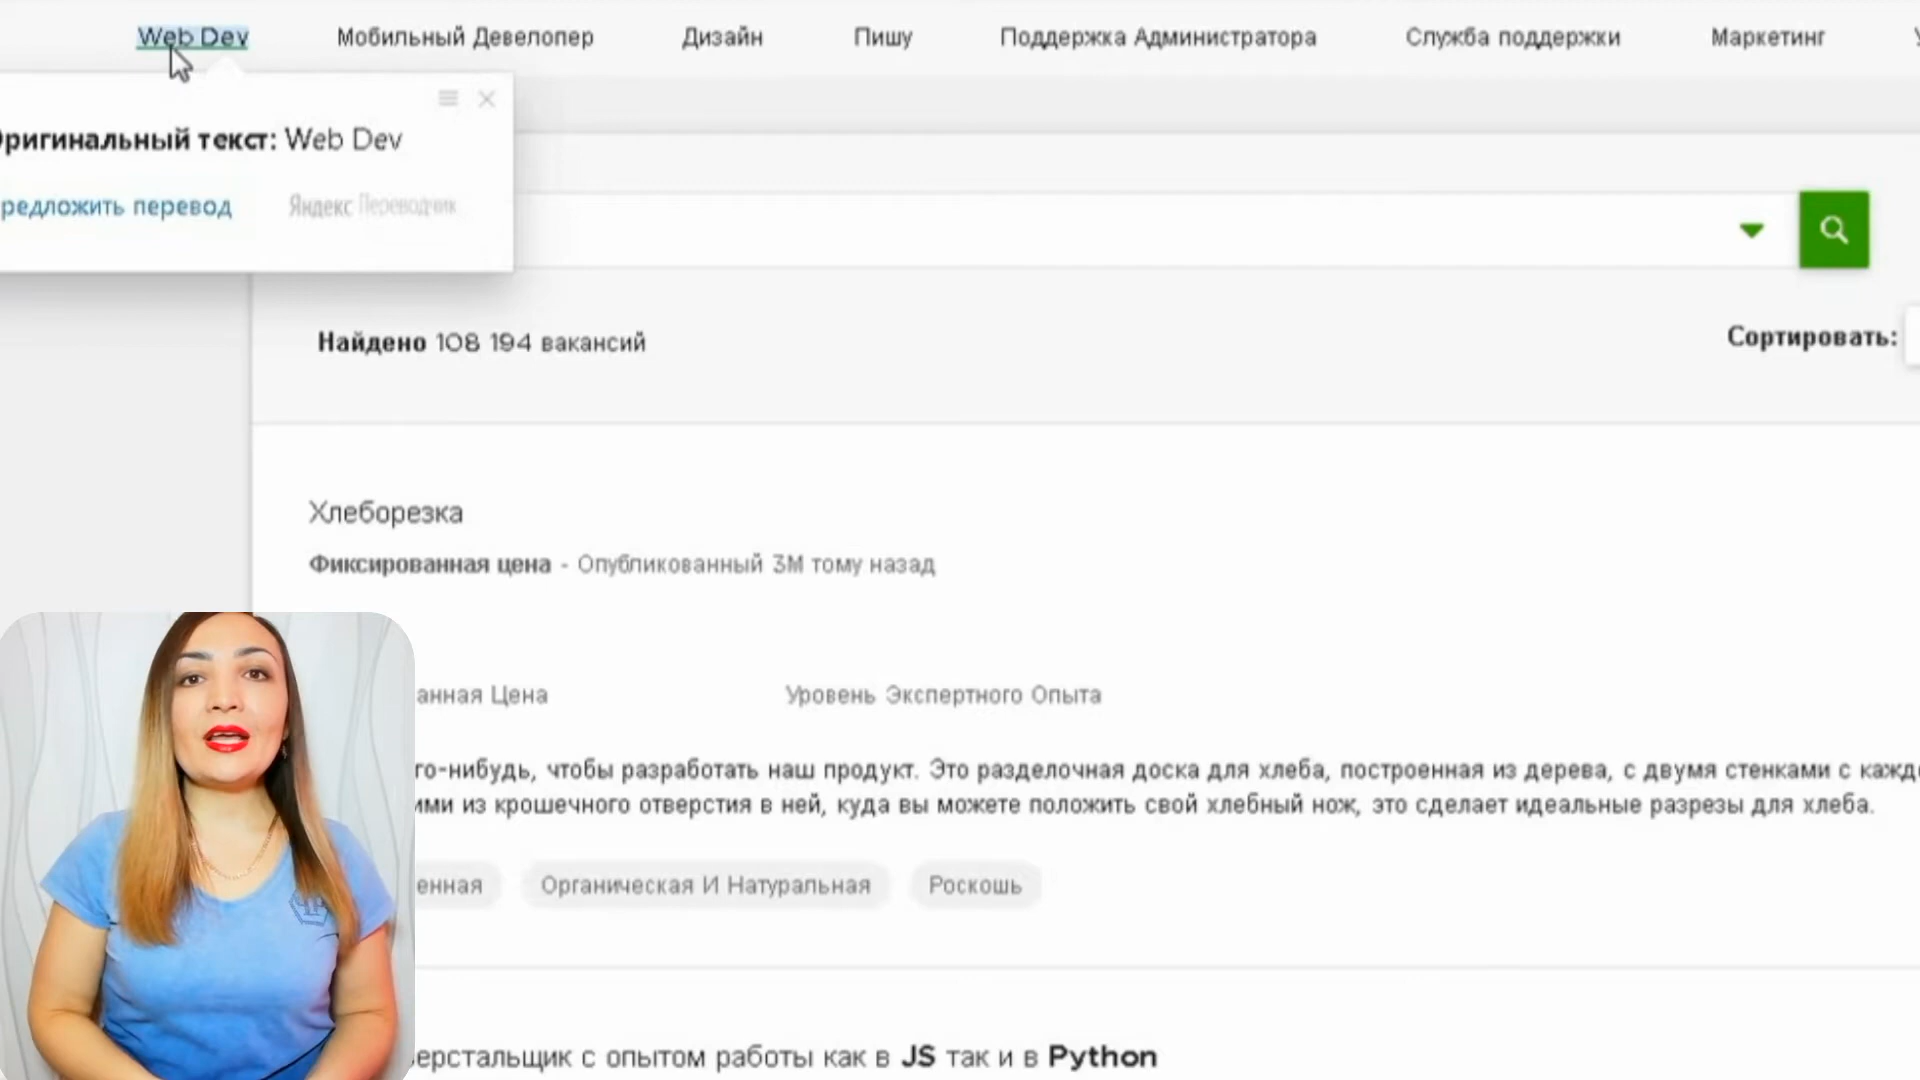 Web Dev Мобильный Девелопер Дизайн Пишу Поддержка Администратора Служба поддержки Маркетинг
ригинальный текст: Web Dev
редложить перевод Яндекс Переводчик
Найдено 108 194 вакансий
Сортировать:
Хлеборезка
Фиксированная цена - Опубликованный 3М тому назад
анная Цена Уровень Экспертного Опыта
го-нибудь, чтобы разработать наш продукт. Это разделочная доска для хлеба, построенная из дерева, с двумя стенками с кажд
ими из крошечного отверстия в ней, куда вы можете положить свой хлебный нож, это сделает идеальные разрезы для хлеба.
енная Органическая И Натуральная Роскошь
ерстальщик с опытом работы как в JS так и в Python